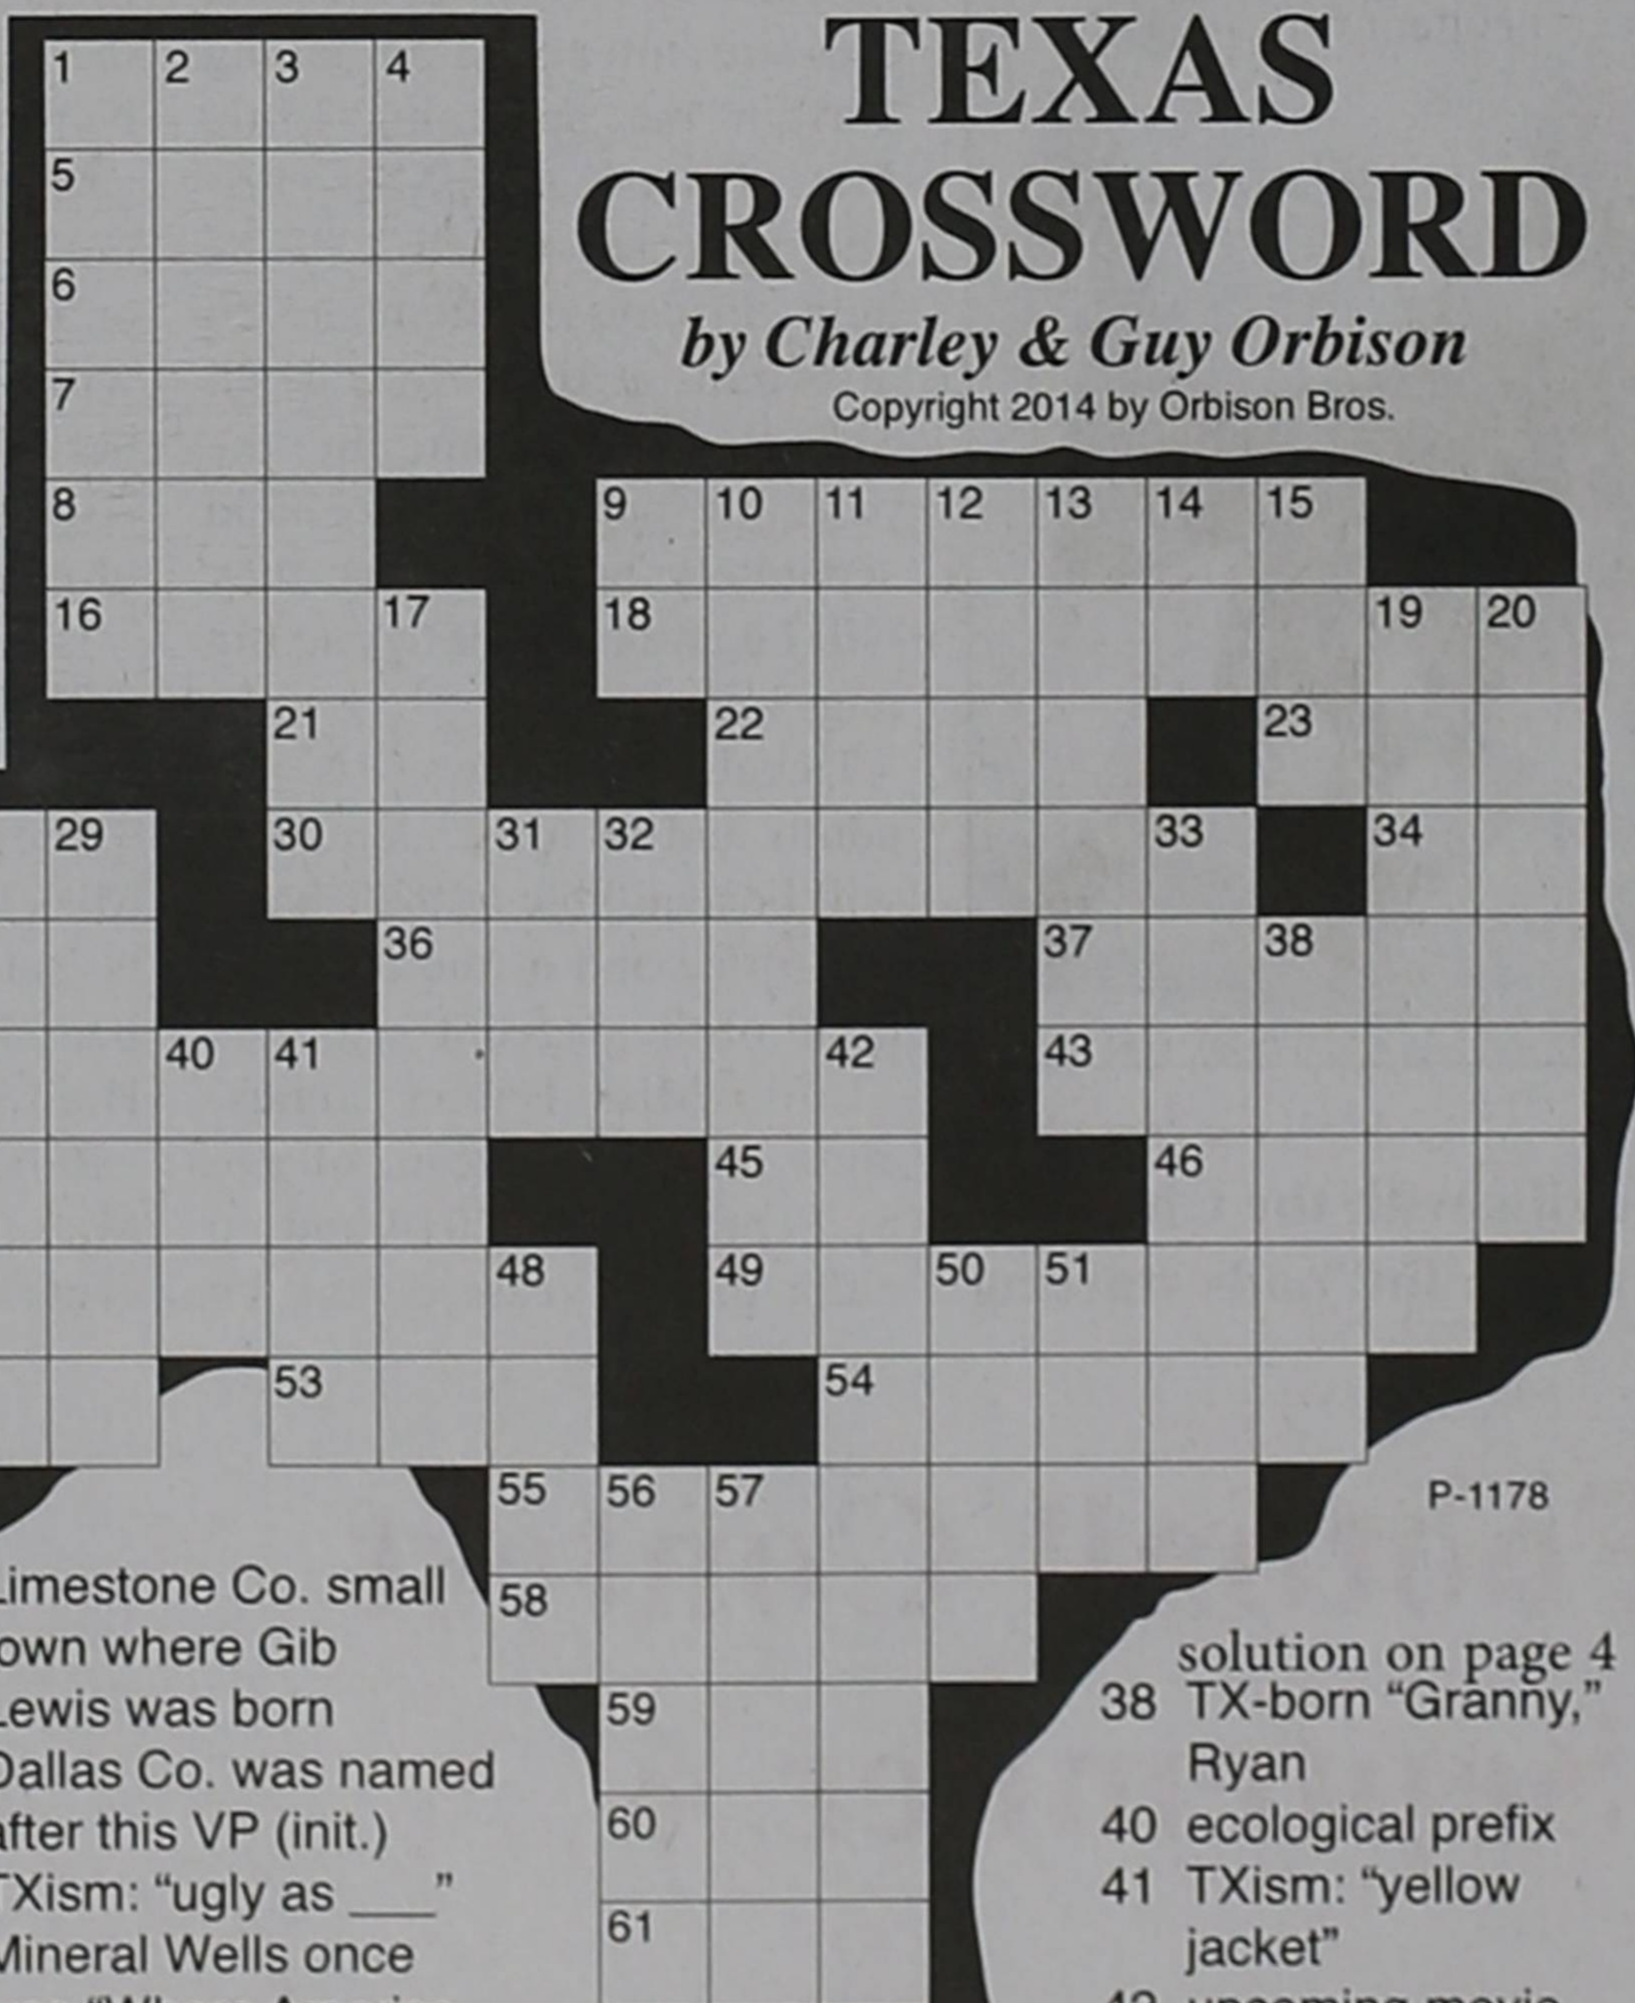 TEXAS
CROSSWORD
by Charley & Guy Orbison
Copyright 2014 by Orbison Bros.
1 2 3 4
5
6
7
8 9 10 11 12 13 14 15
16 17 18 19 20
21 22 23
29 30 31 32 33 34
36 37 38
40 41 42 43
45 46
48 49 50 51
53 54
55 56 57
P-1178
58
59
60
61
Limestone Co. small
town where Gib
Lewis was born
Dallas Co. was named
after this VP (init.)
TXism: “ugly as ___”
Mineral Wells once
solution on page 4
38 TX-born “Granny,”
Ryan
40 ecological prefix
41 TXism: “yellow
jacket”
42 upcoming movie